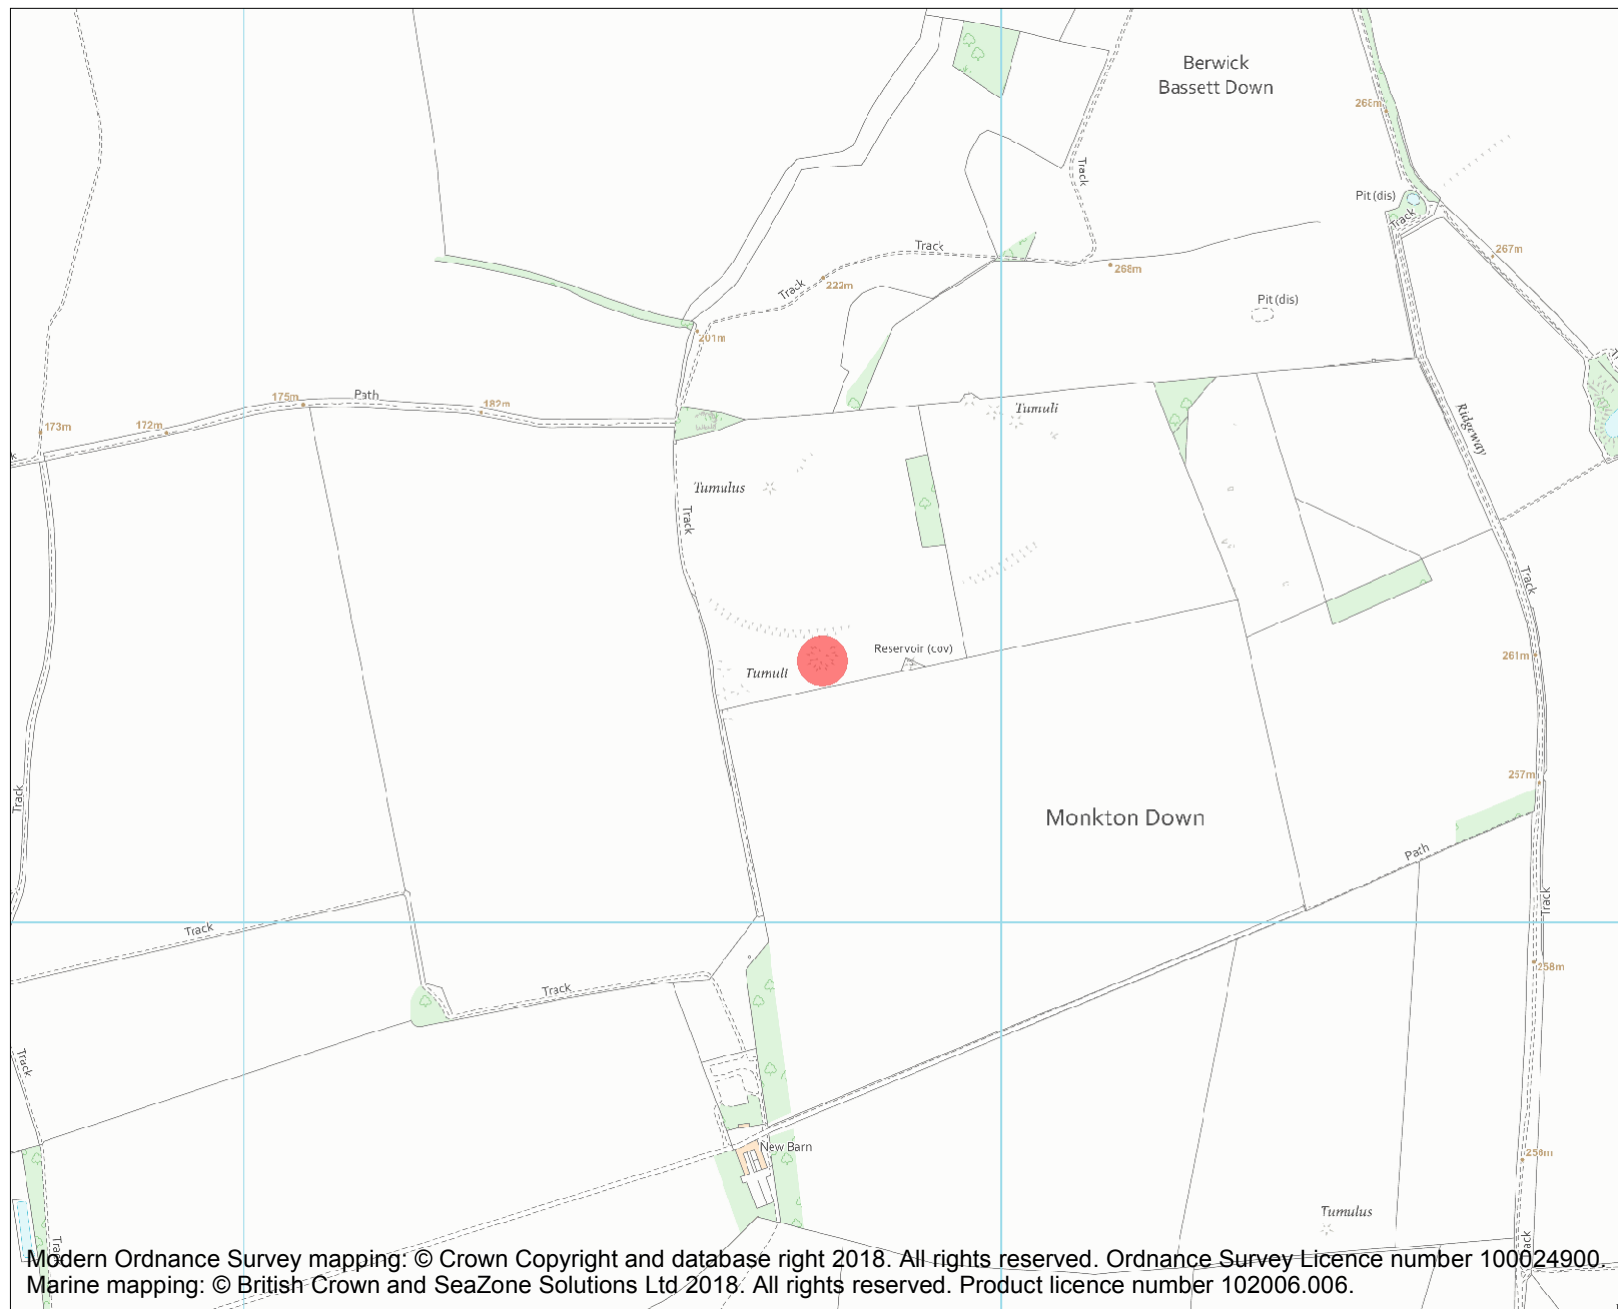 Berwick
Bassett Down
268m
Track
Pit (dis)
Track
Track
267m
268m
Track
222m
Pit (dis)
201m
Path
175m
182m
173m
172m
Tumuli
Ridgeway
Tumulus
Track
Track
Reservoir (cov)
261m
Tumuli
257m
Track
Monkton Down
Path
Track
Track
258m
Track
Track
New Barn
Tumulus
Track
Track
Modern Ordnance Survey mapping: © Crown Copyright and database right 2018. All rights reserved. Ordnance Survey Licence number 100024900.
Marine mapping: © British Crown and SeaZone Solutions Ltd 2018. All rights reserved. Product licence number 102006.006.